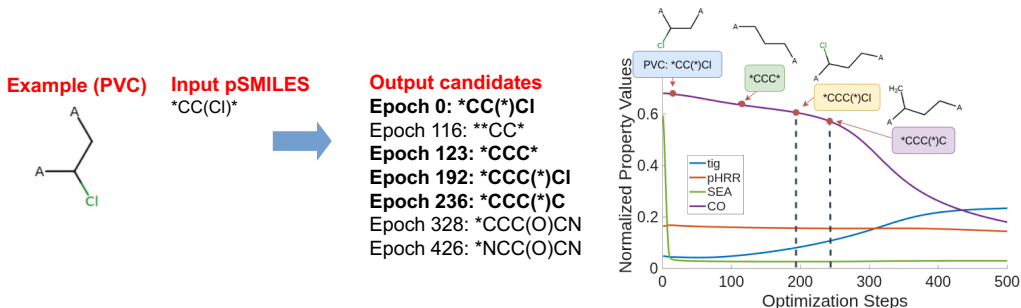 Example (PVC)
A
A
Cl
Input pSMILES
*CC(Cl)*
Output candidates
Epoch 0: *CC(*)Cl
Epoch 116: **CC*
Epoch 123: *CCC*
Epoch 192: *CCC(*)Cl
Epoch 236: *CCC(*)C
Epoch 328: *CCC(O)CN
Epoch 426: *NCC(O)CN
A
A
Cl
A
A
Cl
A
A
H₃C
A
A
PVC: *CC(*)Cl
*CCC*
*CCC(*)Cl
*CCC(*)C
tig
pHRR
SEA
CO
Normalized Property Values
0.6
0.4
0.2
0
0
100
200
300
400
500
Optimization Steps